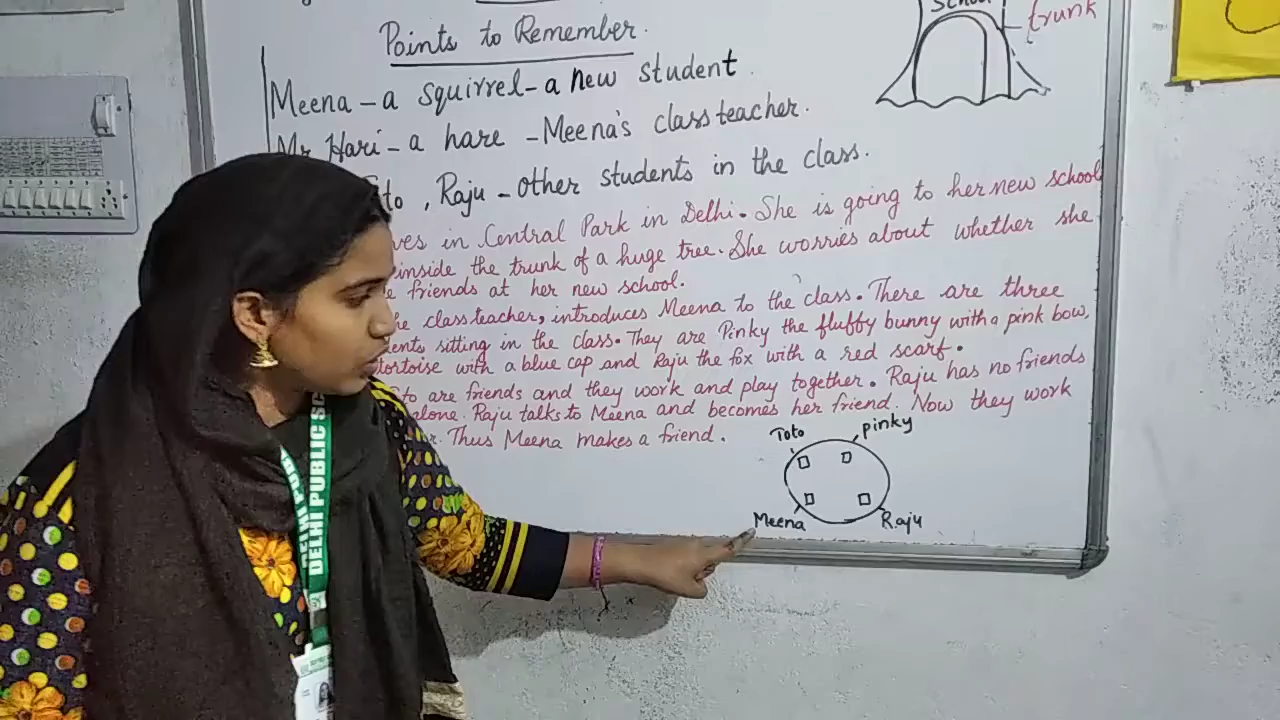 School
trunk
Points to Remember.
Meena - a squirrel - a new student.
Mr Hari - a hare - Meena's class teacher.
to, Raju - other students in the class.
ves in Central Park in Delhi. She is going to her new school
inside the trunk of a huge tree. She worries about whether she
e friends at her new school.
he class teacher, introduces Meena to the class. There are three
ents sitting in the class. They are Pinky the fluffy bunny with a pink bow,
tortoise with a blue cap and Raju the fox with a red scarf.
to are friends and they work and play together. Raju has no friends
alone. Raju talks to Meena and becomes her friend. Now they work
r. Thus Meena makes a friend.
Toto
pinky
Meena
Raju
DELHI PUBLIC SC